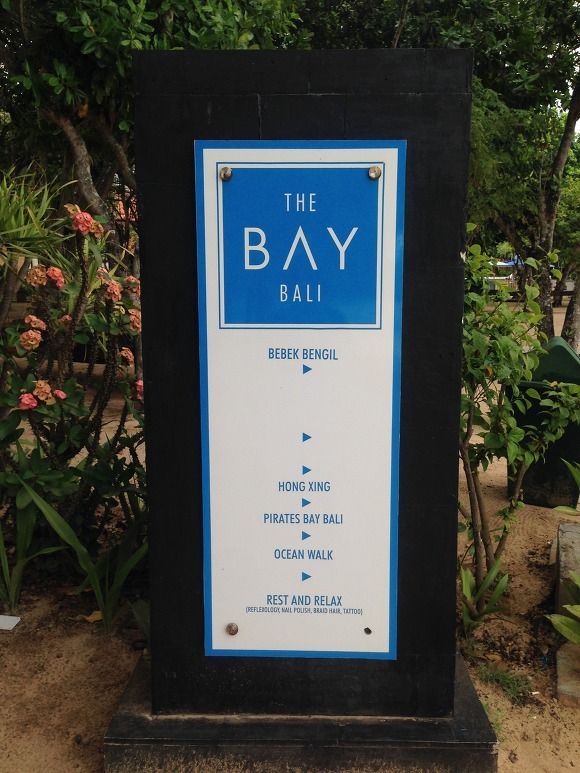 THE
BAY
BALI
BEBEK BENGIL
HONG XING
PIRATES BAY BALI
OCEAN WALK
REST AND RELAX
(REFLEXOLOGY, NAIL POLISH, BRAID HAIR, TATTOO)